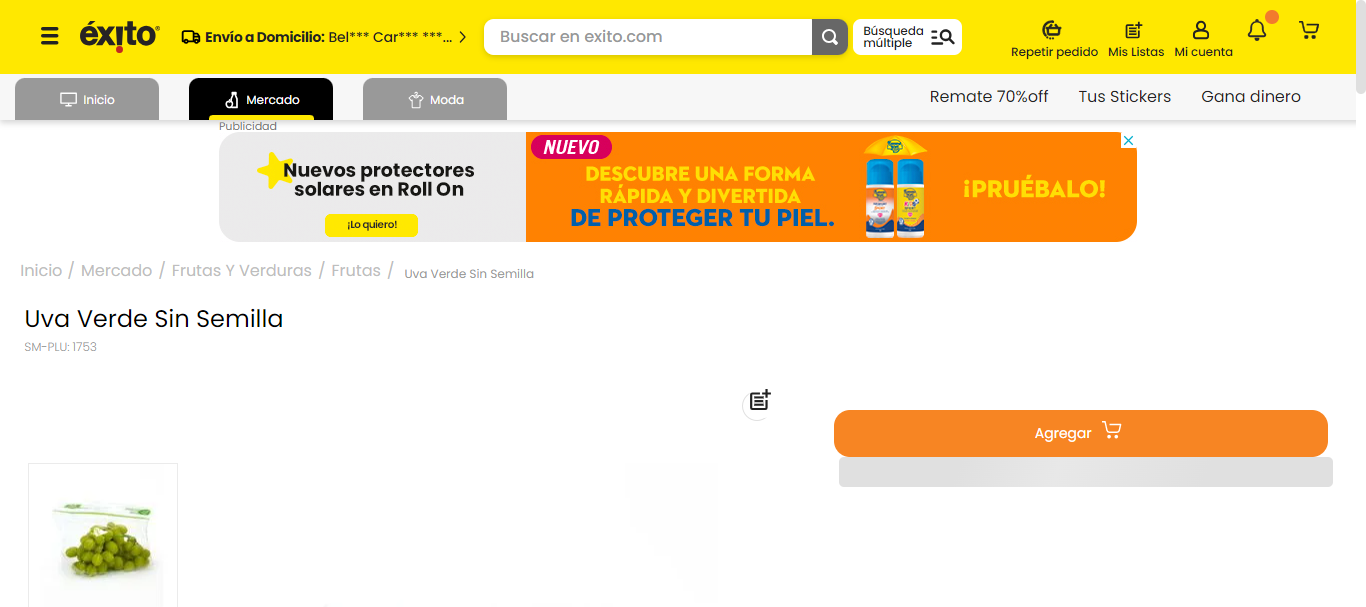 éxito
Envío a Domicilio: Bel*** Car*** ***...
Buscar en exito.com
Búsqueda
múltiple
Repetir pedido
Mis Listas
Mi cuenta
Inicio
Mercado
Moda
Remate 70%off
Tus Stickers
Gana dinero
Publicidad
Nuevos protectores
solares en Roll On
¡Lo quiero!
NUEVO
DESCUBRE UNA FORMA
RÁPIDA Y DIVERTIDA
DE PROTEGER TU PIEL.
¡PRUÉBALO!
Inicio / Mercado / Frutas Y Verduras / Frutas / Uva Verde Sin Semilla
Uva Verde Sin Semilla
SM-PLU: 1753
Agregar